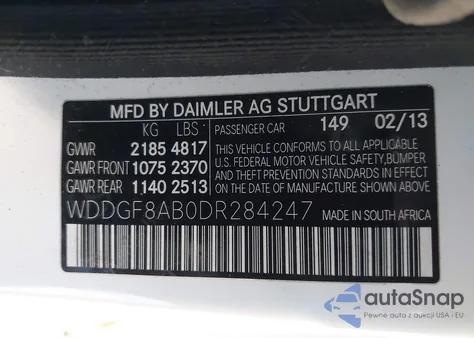 MFD BY DAIMLER AG STUTTGART
KG LBS PASSENGER CAR 149 02/13
GVWR 2185 4817
GAWR FRONT 1075 2370
GAWR REAR 1140 2513
THIS VEHICLE CONFORMS TO ALL APPLICABLE
U.S. FEDERAL MOTOR VEHICLE SAFETY,BUMPER
AND THEFT PREVENTION STANDARDS IN EFFECT
ON THE DATE OF MANUFACTURE SHOWN ABOVE.
WDDGF8AB0DR284247 MADE IN SOUTH AFRICA
autoSnap
Pewne auto z aukcji USA i EU